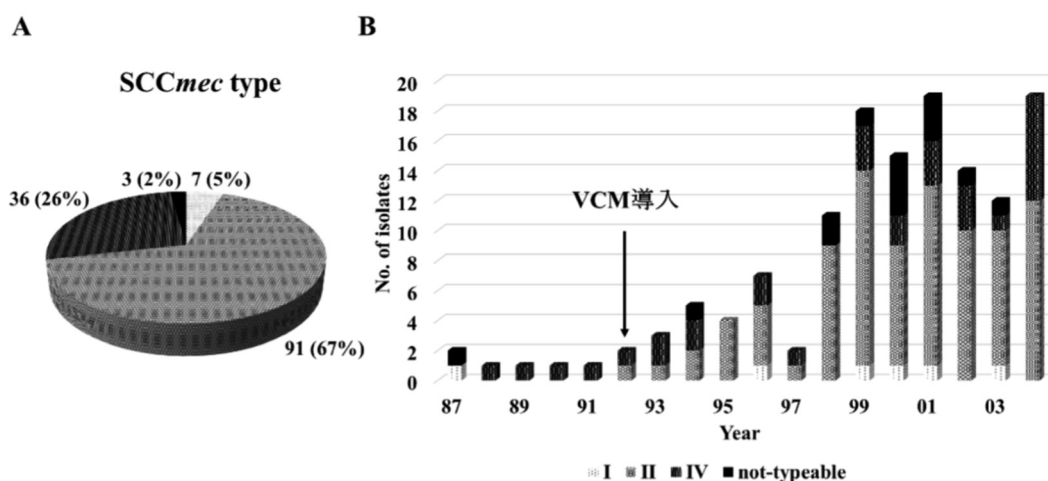 A
SCCmec type
36 (26%)
3 (2%)
7 (5%)
91 (67%)
B
No. of isolates
20
18
16
14
12
10
8
6
4
2
0
VCM導入
87 89 91 93 95 97 99 01 03
Year
I II IV not-typeable